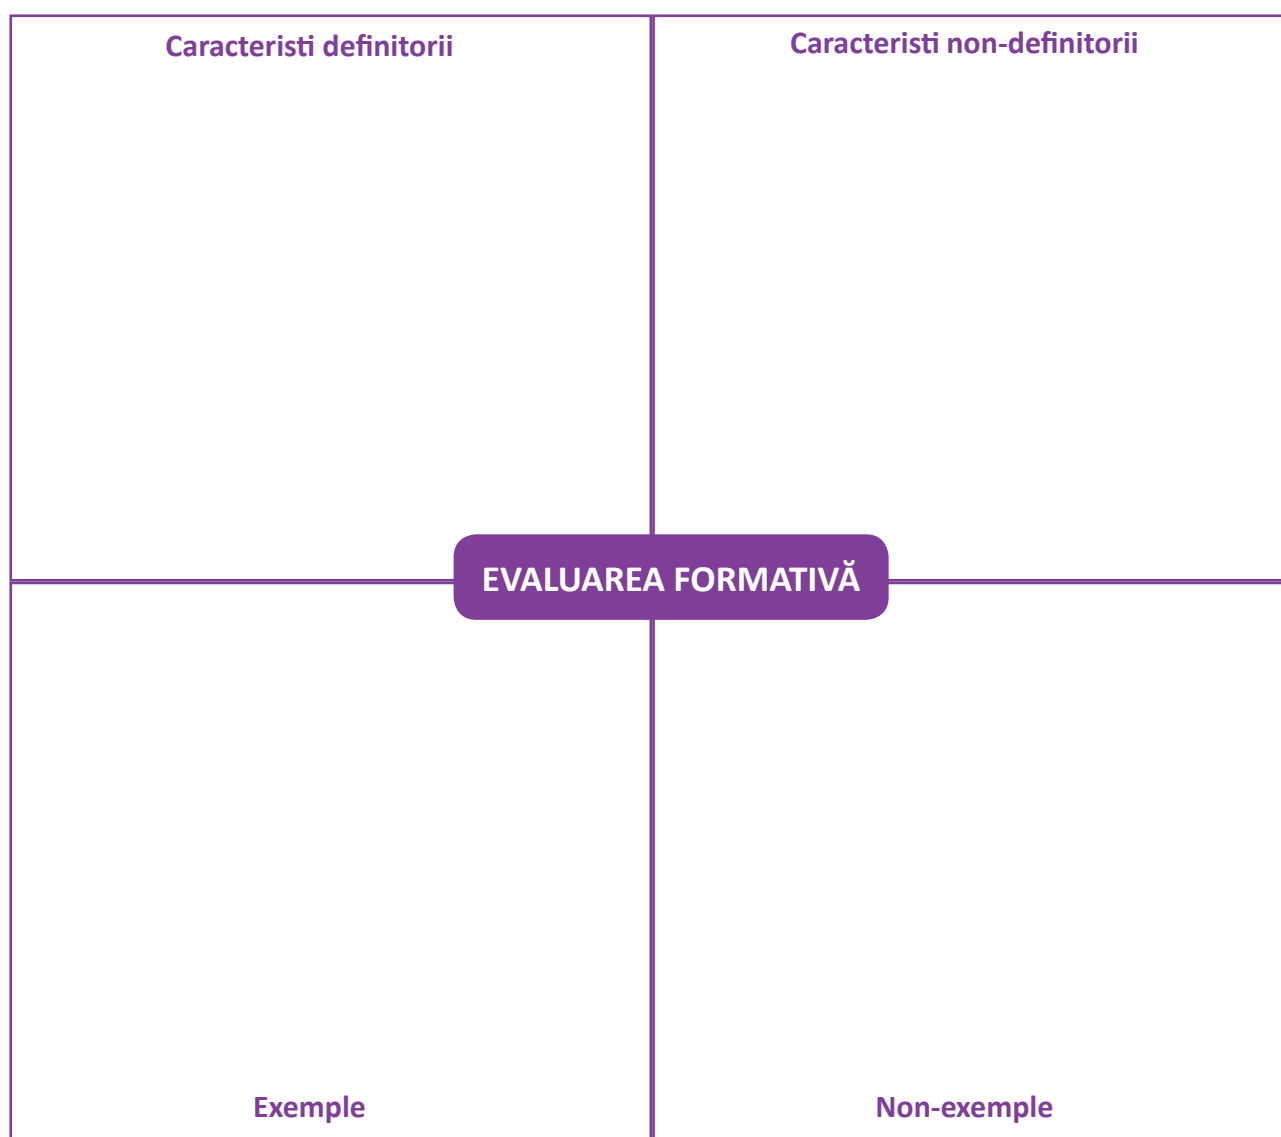 Caracteristi definitorii
Caracteristi non-definitorii
EVALUAREA FORMATIVĂ
Exemple
Non-exemple